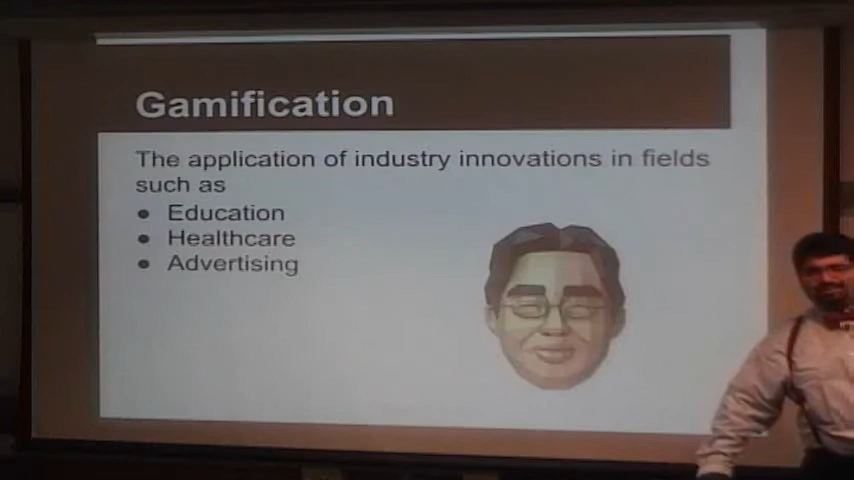 Gamification
The application of industry innovations in fields
such as
● Education
● Healthcare
● Advertising